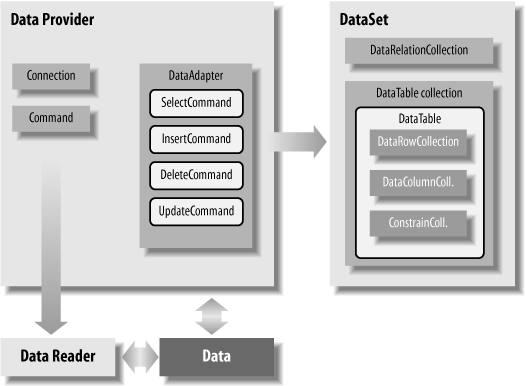 Data Provider
Connection
Command
DataAdapter
SelectCommand
InsertCommand
DeleteCommand
UpdateCommand
DataSet
DataRelationCollection
DataTable collection
DataTable
DataRowCollection
DataColumnColl.
ConstrainColl.
Data Reader
Data